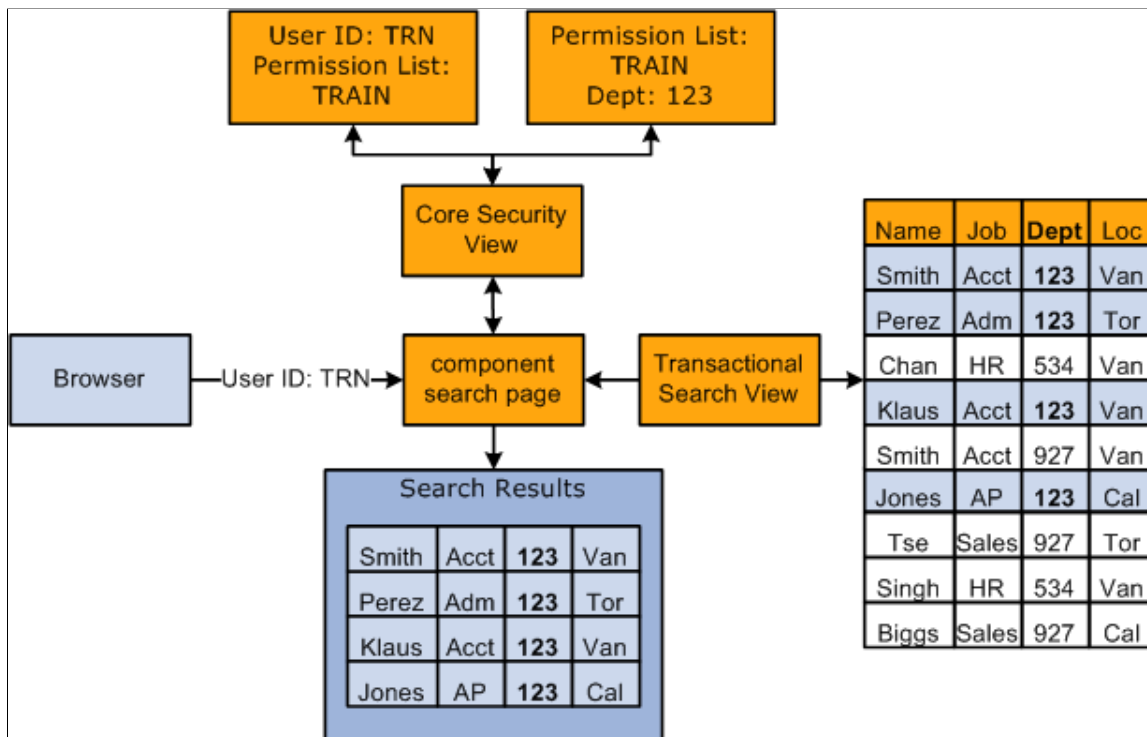 User ID: TRN
Permission List:
TRAIN
Permission List:
TRAIN
Dept: 123
Core Security
View
Browser
User ID: TRN
component
search page
Transactional
Search View
Name Job Dept Loc
Smith Acct 123 Van
Perez Adm 123 Tor
Chan HR 534 Van
Klaus Acct 123 Van
Smith Acct 927 Van
Jones AP 123 Cal
Tse Sales 927 Tor
Singh HR 534 Van
Biggs Sales 927 Cal
Search Results
Smith Acct 123 Van
Perez Adm 123 Tor
Klaus Acct 123 Van
Jones AP 123 Cal